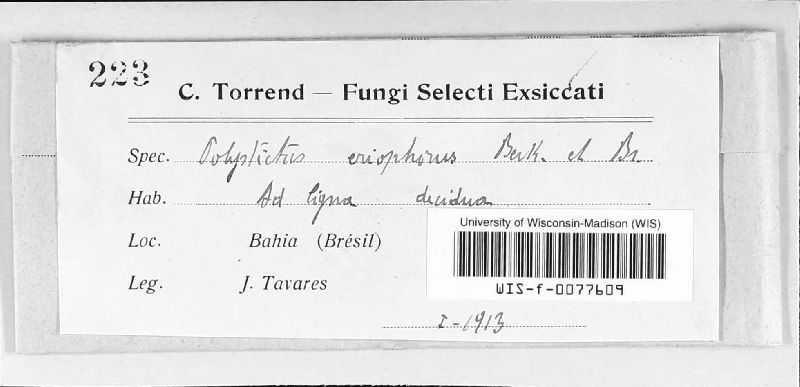 223
C. Torrend — Fungi Selecti Exsiccati
Spec. Polystictus eriophorus Berk. et Br.
Hab. Ad ligna decidua
Loc. Bahia (Brésil)
Leg. J. Tavares
I-1913
University of Wisconsin-Madison (WIS)
WIS-f-0077609